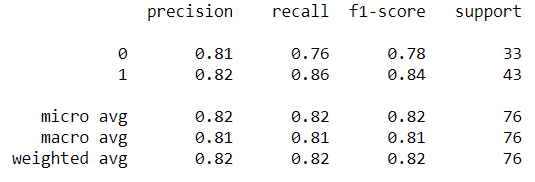 precision recall f1-score support
0 0.81 0.76 0.78 33
1 0.82 0.86 0.84 43
micro avg 0.82 0.82 0.82 76
macro avg 0.81 0.81 0.81 76
weighted avg 0.82 0.82 0.82 76